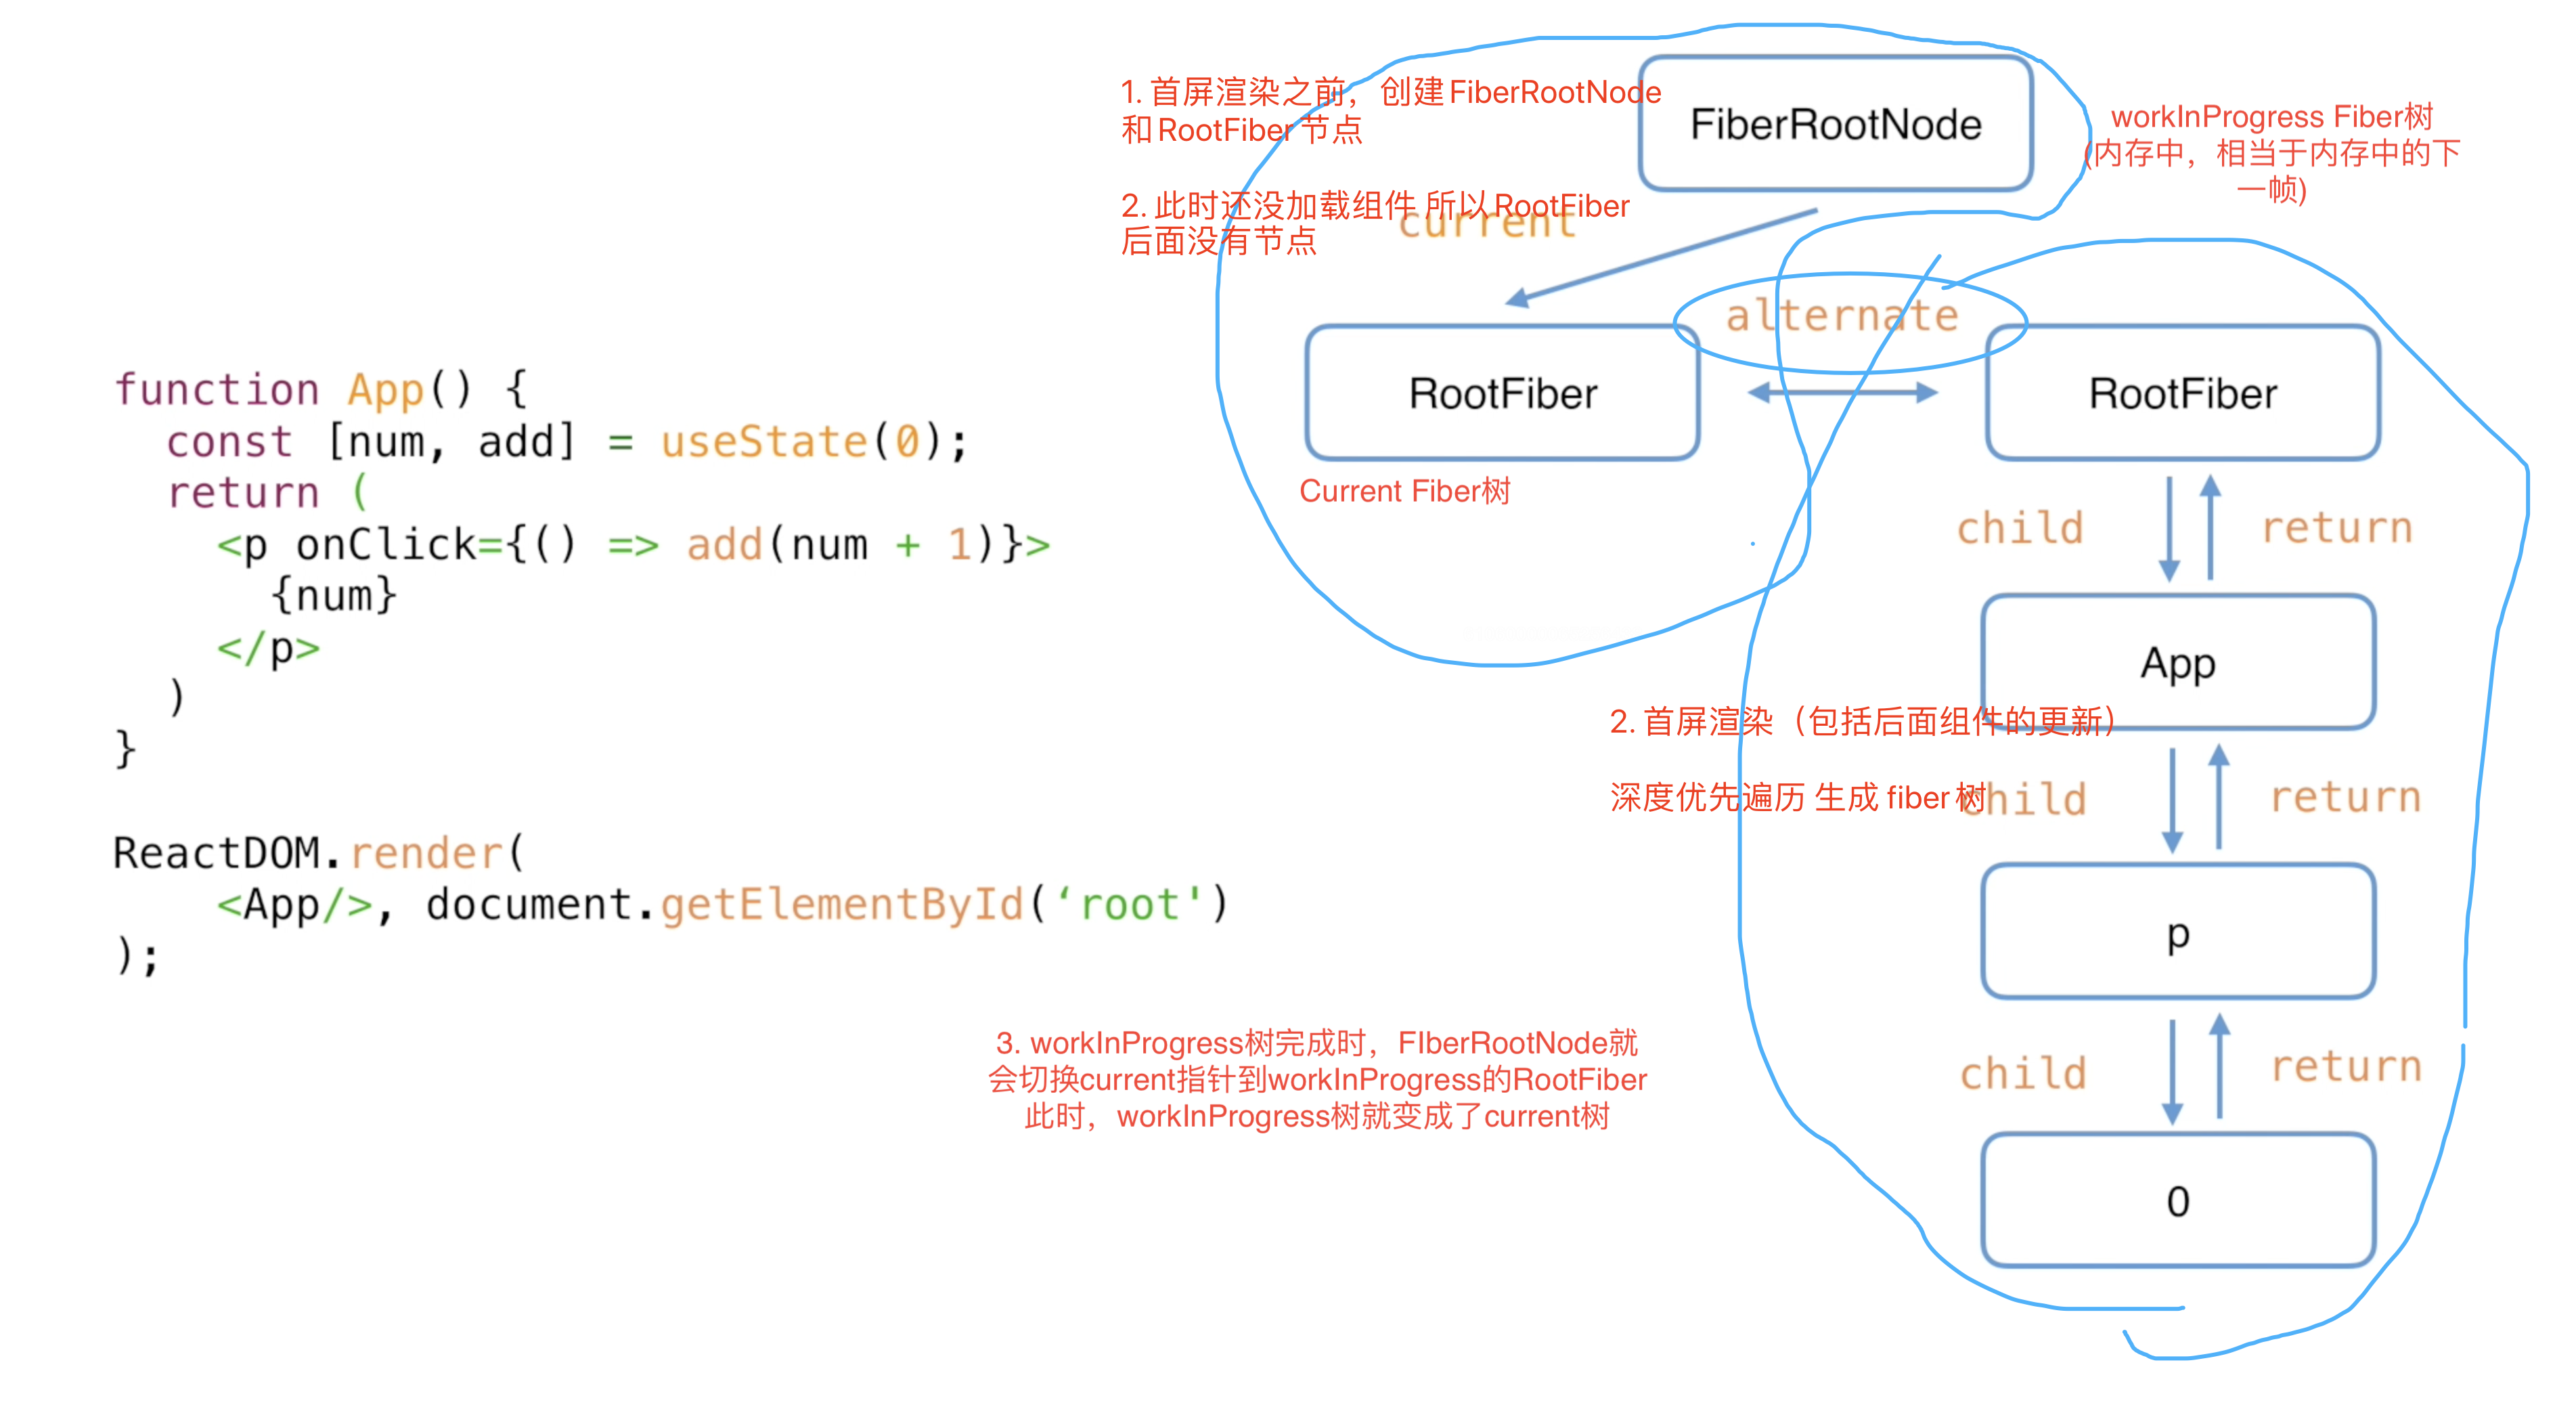 function App() {
const [num, add] = useState(0);
return (
<p onClick={() => add(num + 1)}>
{num}
</p>
)
}
ReactDOM.render(
<App/>, document.getElementById(‘root')
);
1. 首屏渲染之前，创建 FiberRootNode
和 RootFiber 节点
2. 此时还没加载组件 所以 RootFiber
后面没有节点
FiberRootNode
workInProgress Fiber树
(内存中，相当于内存中的下
一帧)
current
alternate
RootFiber
RootFiber
Current Fiber树
child
return
App
2. 首屏渲染（包括后面组件的更新）
深度优先遍历 生成 fiber 树
child
return
p
3. workInProgress树完成时，FIberRootNode就
会切换current指针到workInProgress的RootFiber
此时，workInProgress树就变成了current树
child
return
0